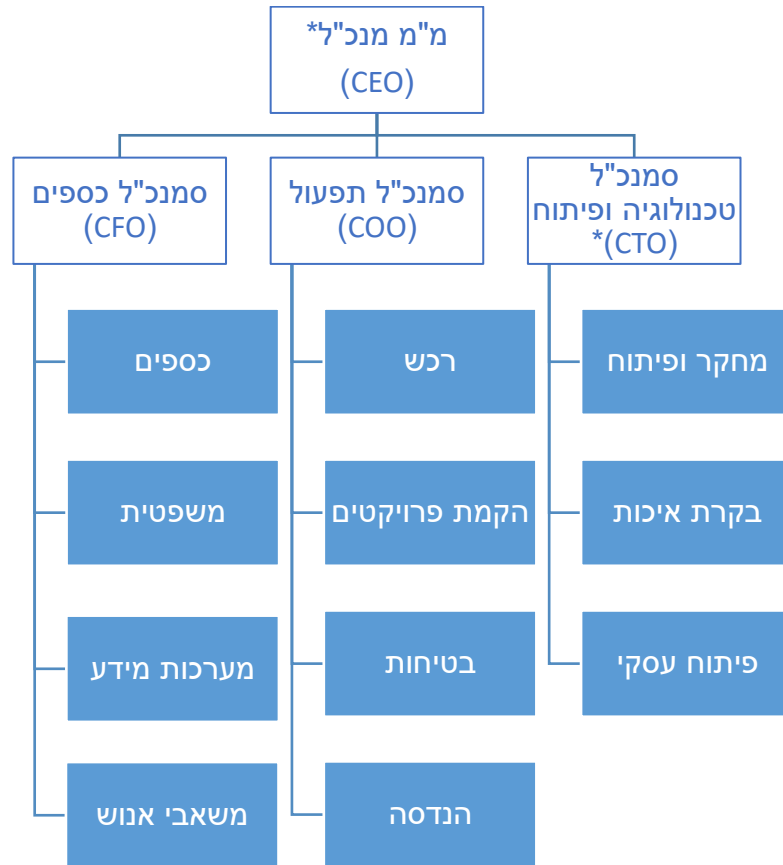 מ"מ מנכ"ל*
(CEO)
סמנכ"ל
טכנולוגיה ופיתוח
(CTO)*
סמנכ"ל תפעול
(COO)
סמנכ"ל כספים
(CFO)
מחקר ופיתוח
בקרת איכות
פיתוח עסקי
רכש
הקמת פרויקטים
בטיחות
הנדסה
כספים
משפטית
מערכות מידע
משאבי אנוש